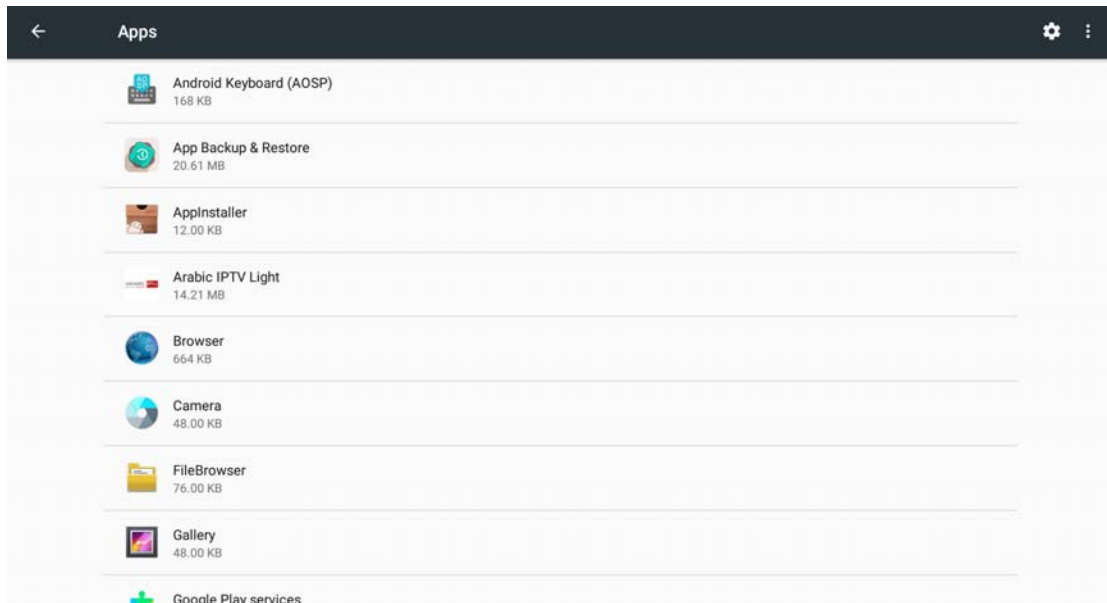 Apps
Android Keyboard (AOSP)
168 KB
App Backup & Restore
20.61 MB
AppInstaller
12.00 KB
Arabic IPTV Light
14.21 MB
Browser
664 KB
Camera
48.00 KB
FileBrowser
76.00 KB
Gallery
48.00 KB
Google Play services